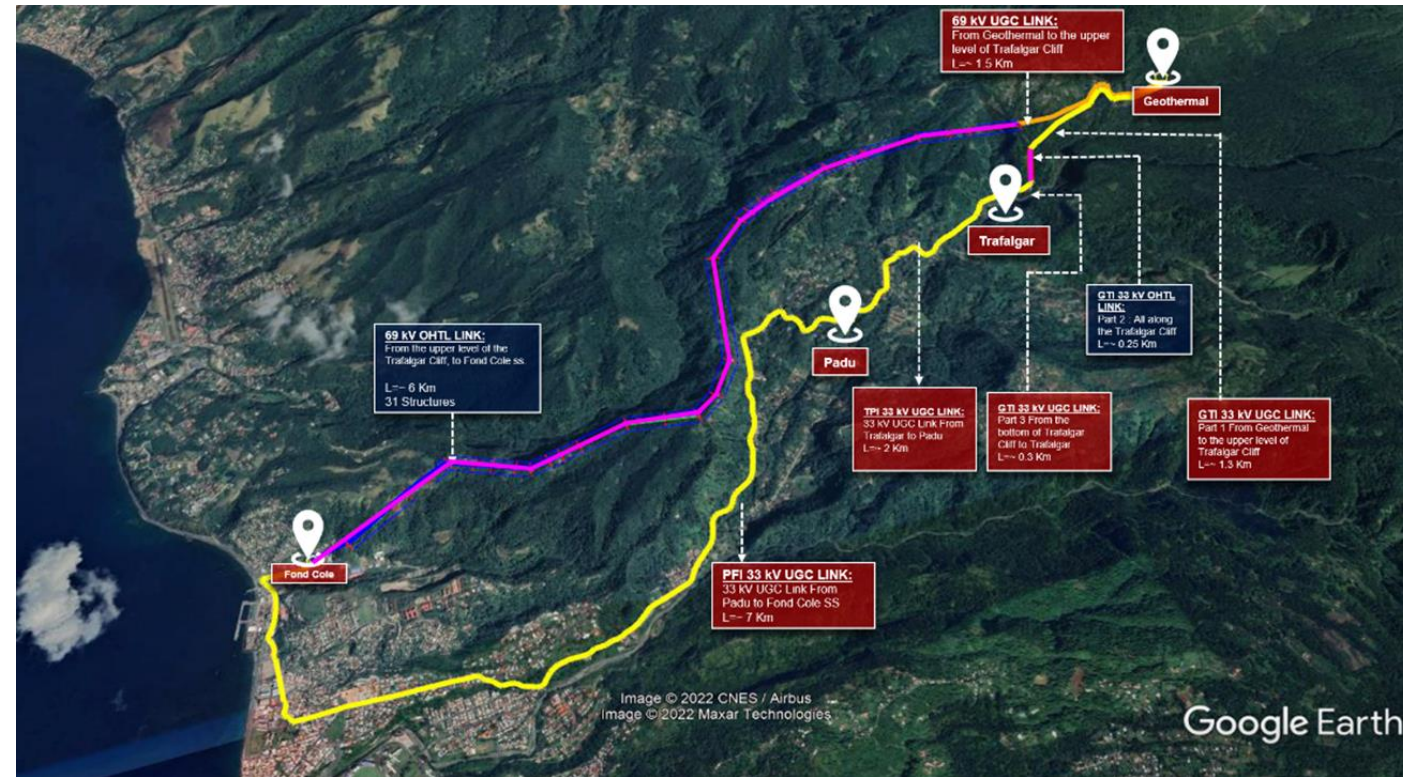 69 kV UGC LINK:
From Geothermal to the upper
level of Trafalgar Cliff
L=~ 1.5 Km
Geothermal
Trafalgar
GTI 33 kV OHTL
LINK:
Part 2 : All along
the Trafalgar Cliff
L=~ 0.25 Km
69 kV OHTL LINK:
From the upper level of the
Trafalgar Cliff, to Fond Cole ss.
L=~ 6 Km
31 Structures
Padu
TPI 33 kV UGC LINK:
33 kV UGC Link From
Trafalgar to Padu
L=~ 2 Km
GTI 33 kV UGC LINK:
Part 3 From the
bottom of Trafalgar
Cliff to Trafalgar
L=~ 0.3 Km
GTI 33 kV UGC LINK:
Part 1 From Geothermal
to the upper level of
Trafalgar Cliff
L=~ 1.3 Km
Fond Cole
PFI 33 kV UGC LINK:
33 kV UGC Link From
Padu to Fond Cole SS
L=~ 7 Km
Image © 2022 CNES / Airbus
Image © 2022 Maxar Technologies
Google Earth